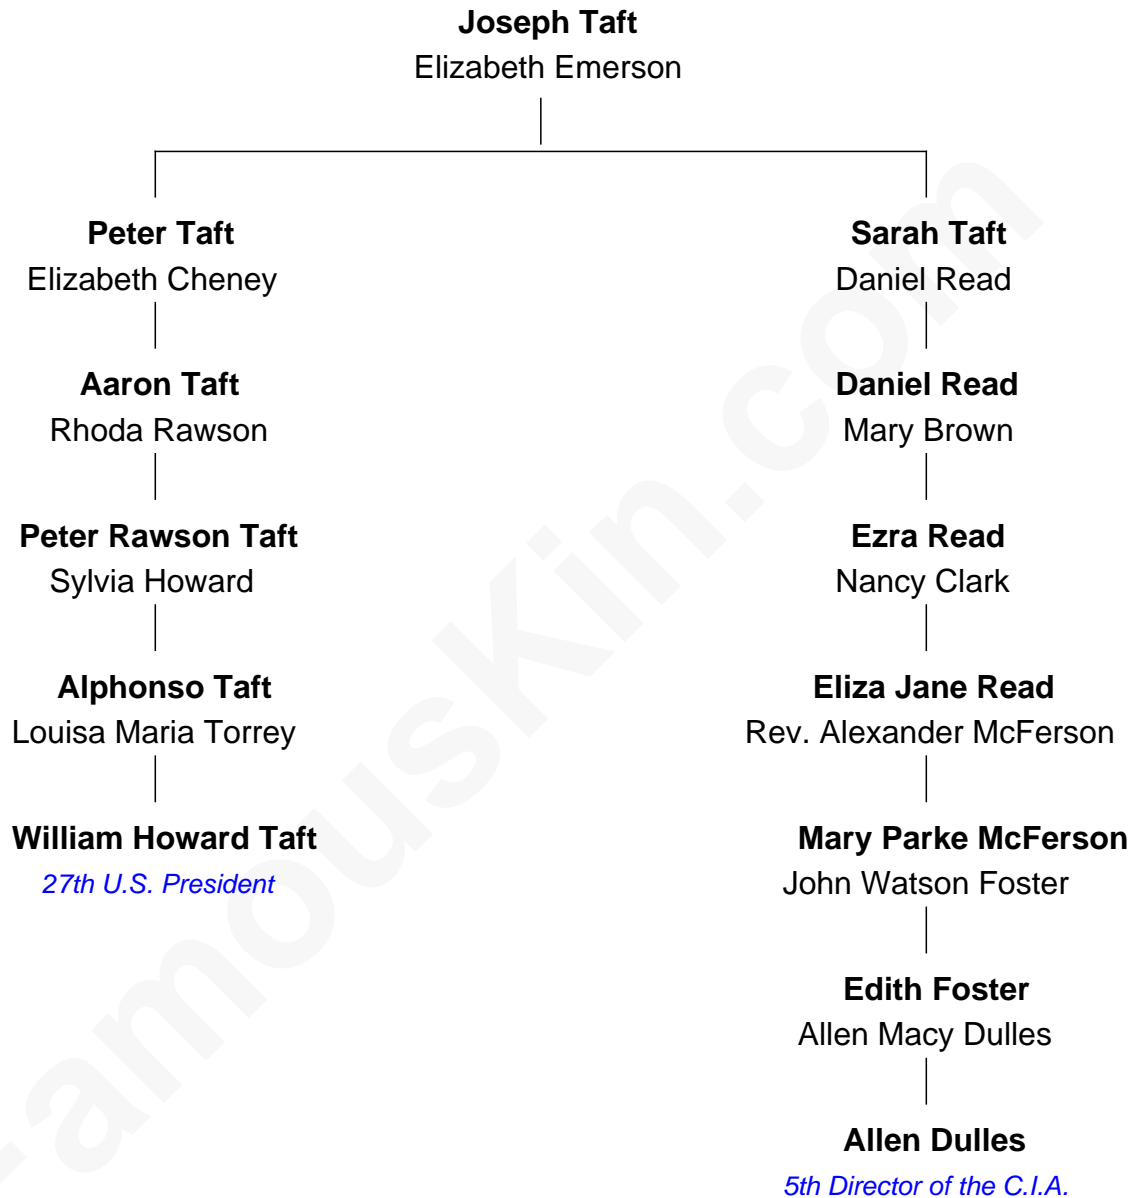 Joseph Taft
Elizabeth Emerson
Peter Taft
Elizabeth Cheney
Sarah Taft
Daniel Read
Aaron Taft
Rhoda Rawson
Daniel Read
Mary Brown
Peter Rawson Taft
Sylvia Howard
Ezra Read
Nancy Clark
Alphonso Taft
Louisa Maria Torrey
Eliza Jane Read
Rev. Alexander McFerson
William Howard Taft
27th U.S. President
Mary Parke McFerson
John Watson Foster
Edith Foster
Allen Macy Dulles
Allen Dulles
5th Director of the C.I.A.
FamousKin.com